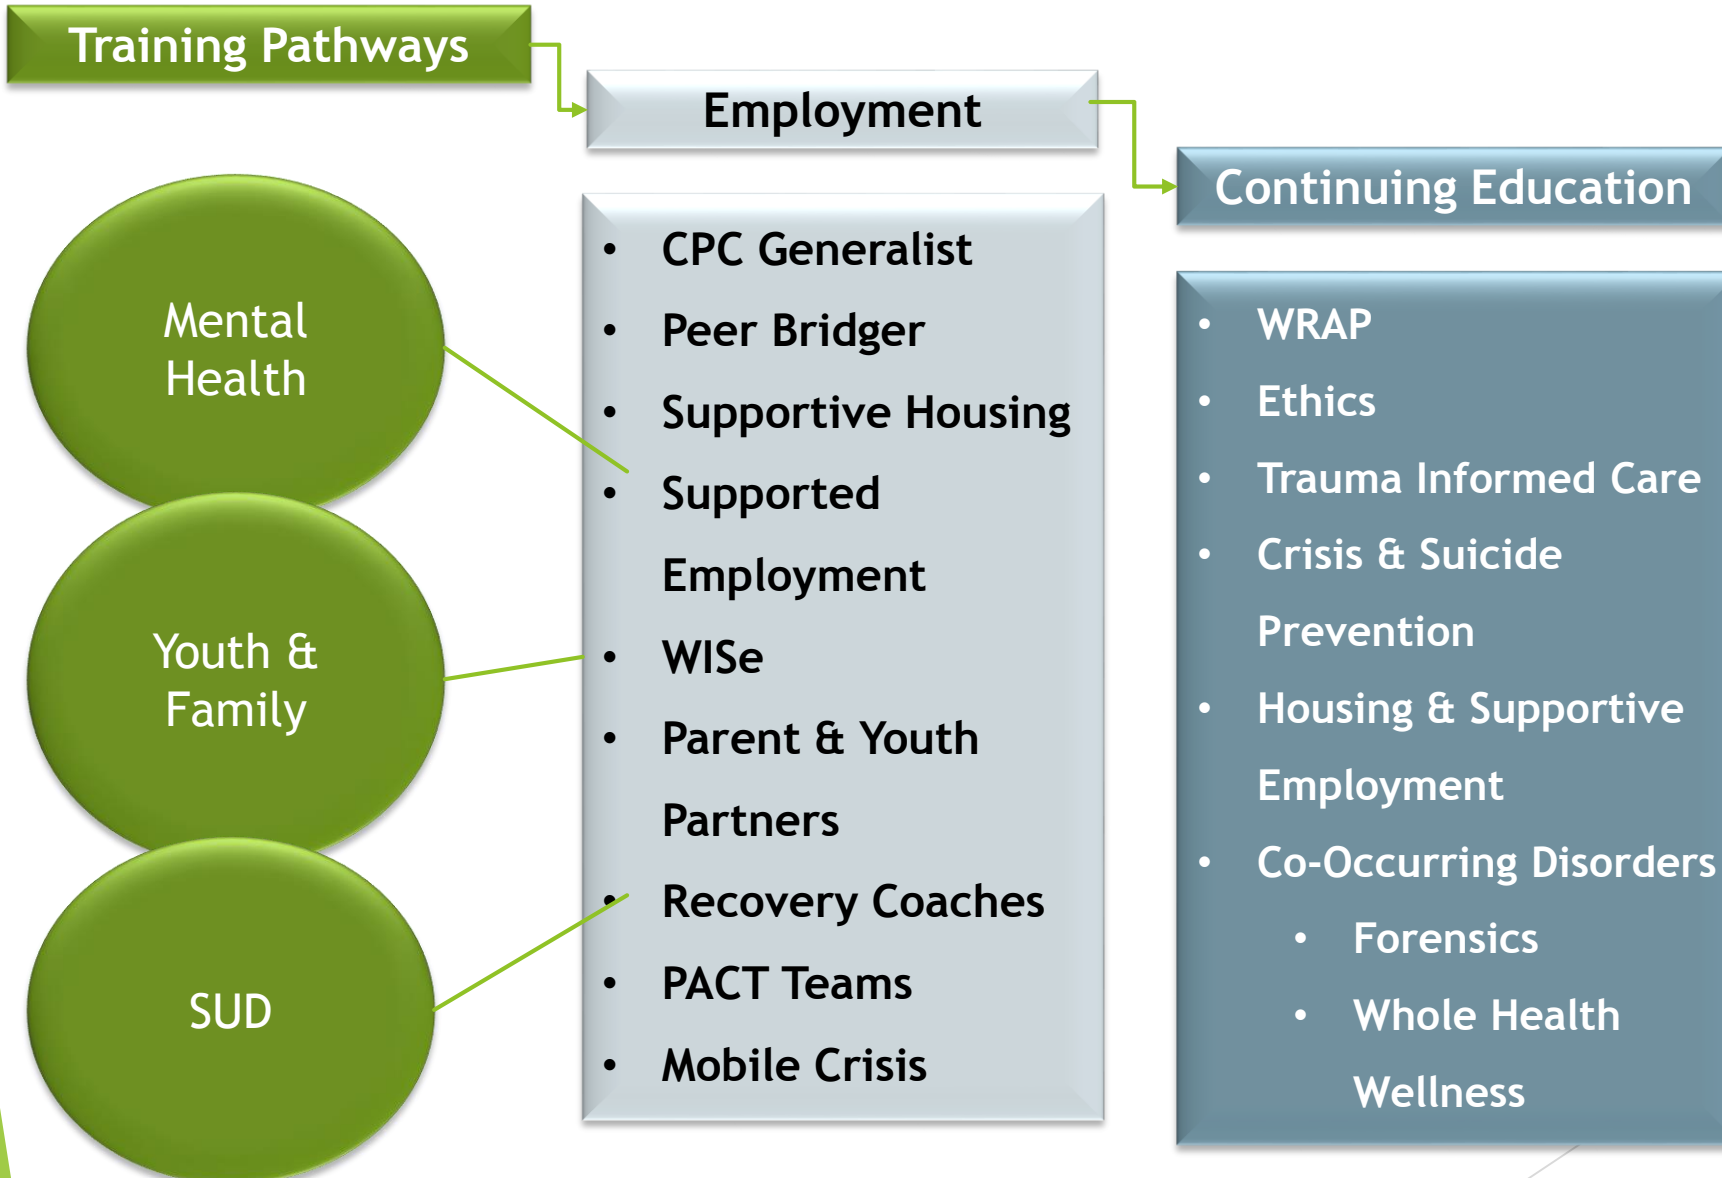 Training Pathways
Employment
Continuing Education
Mental
Health
Youth &
Family
SUD
• CPC Generalist
• Peer Bridger
• Supportive Housing
• Supported
Employment
• WISe
• Parent & Youth
Partners
• Recovery Coaches
• PACT Teams
• Mobile Crisis
• WRAP
• Ethics
• Trauma Informed Care
• Crisis & Suicide
Prevention
• Housing & Supportive
Employment
• Co-Occurring Disorders
• Forensics
• Whole Health
Wellness